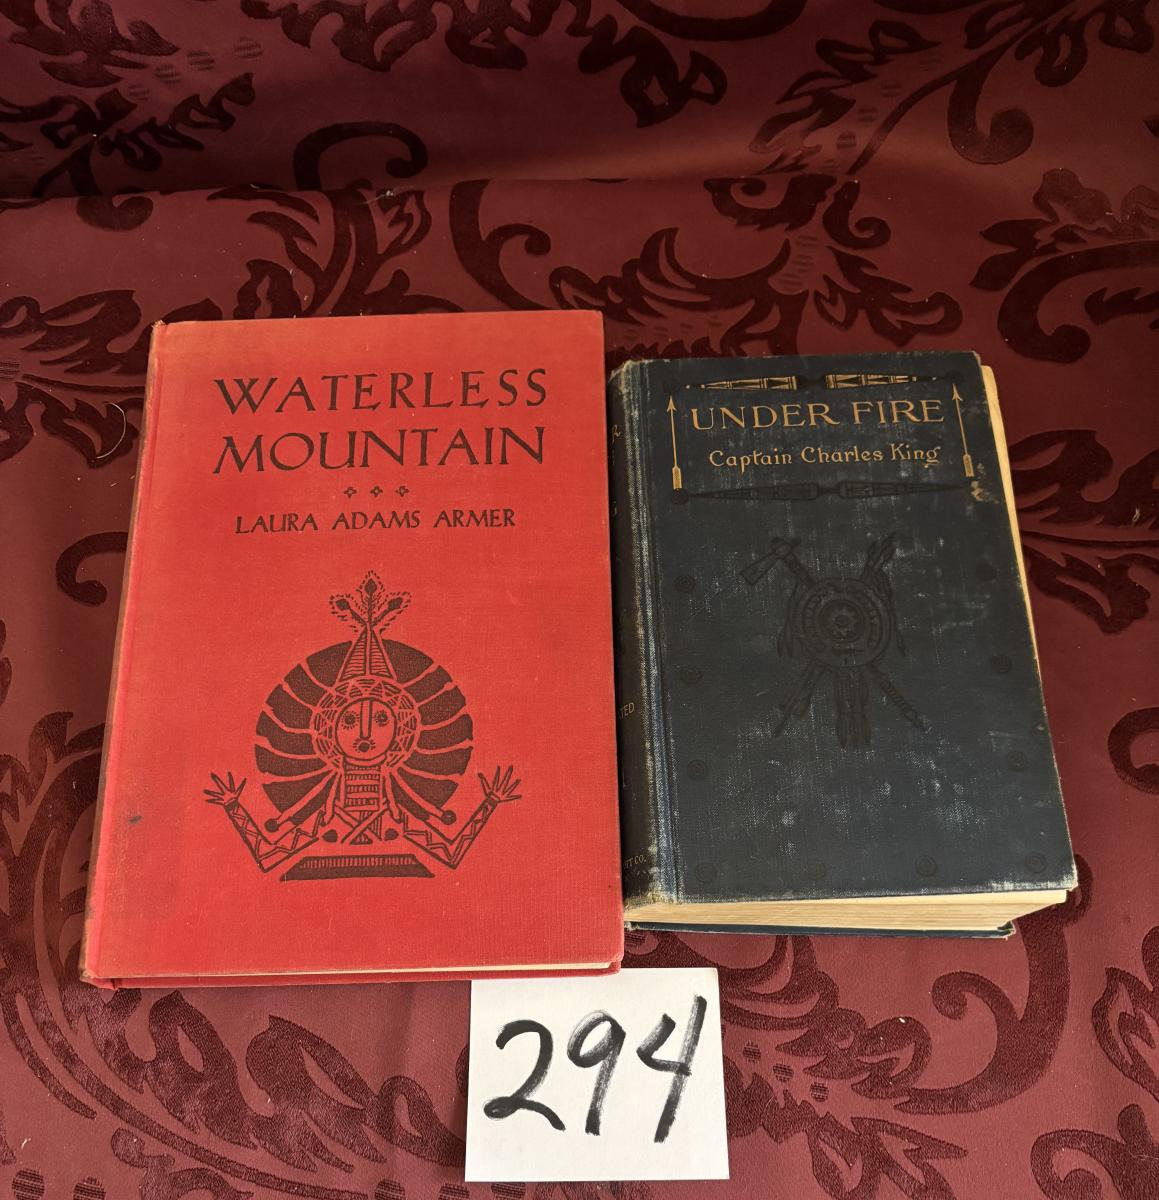 WATERLESS
MOUNTAIN
LAURA ADAMS ARMER
UNDER FIRE
Captain Charles King
294